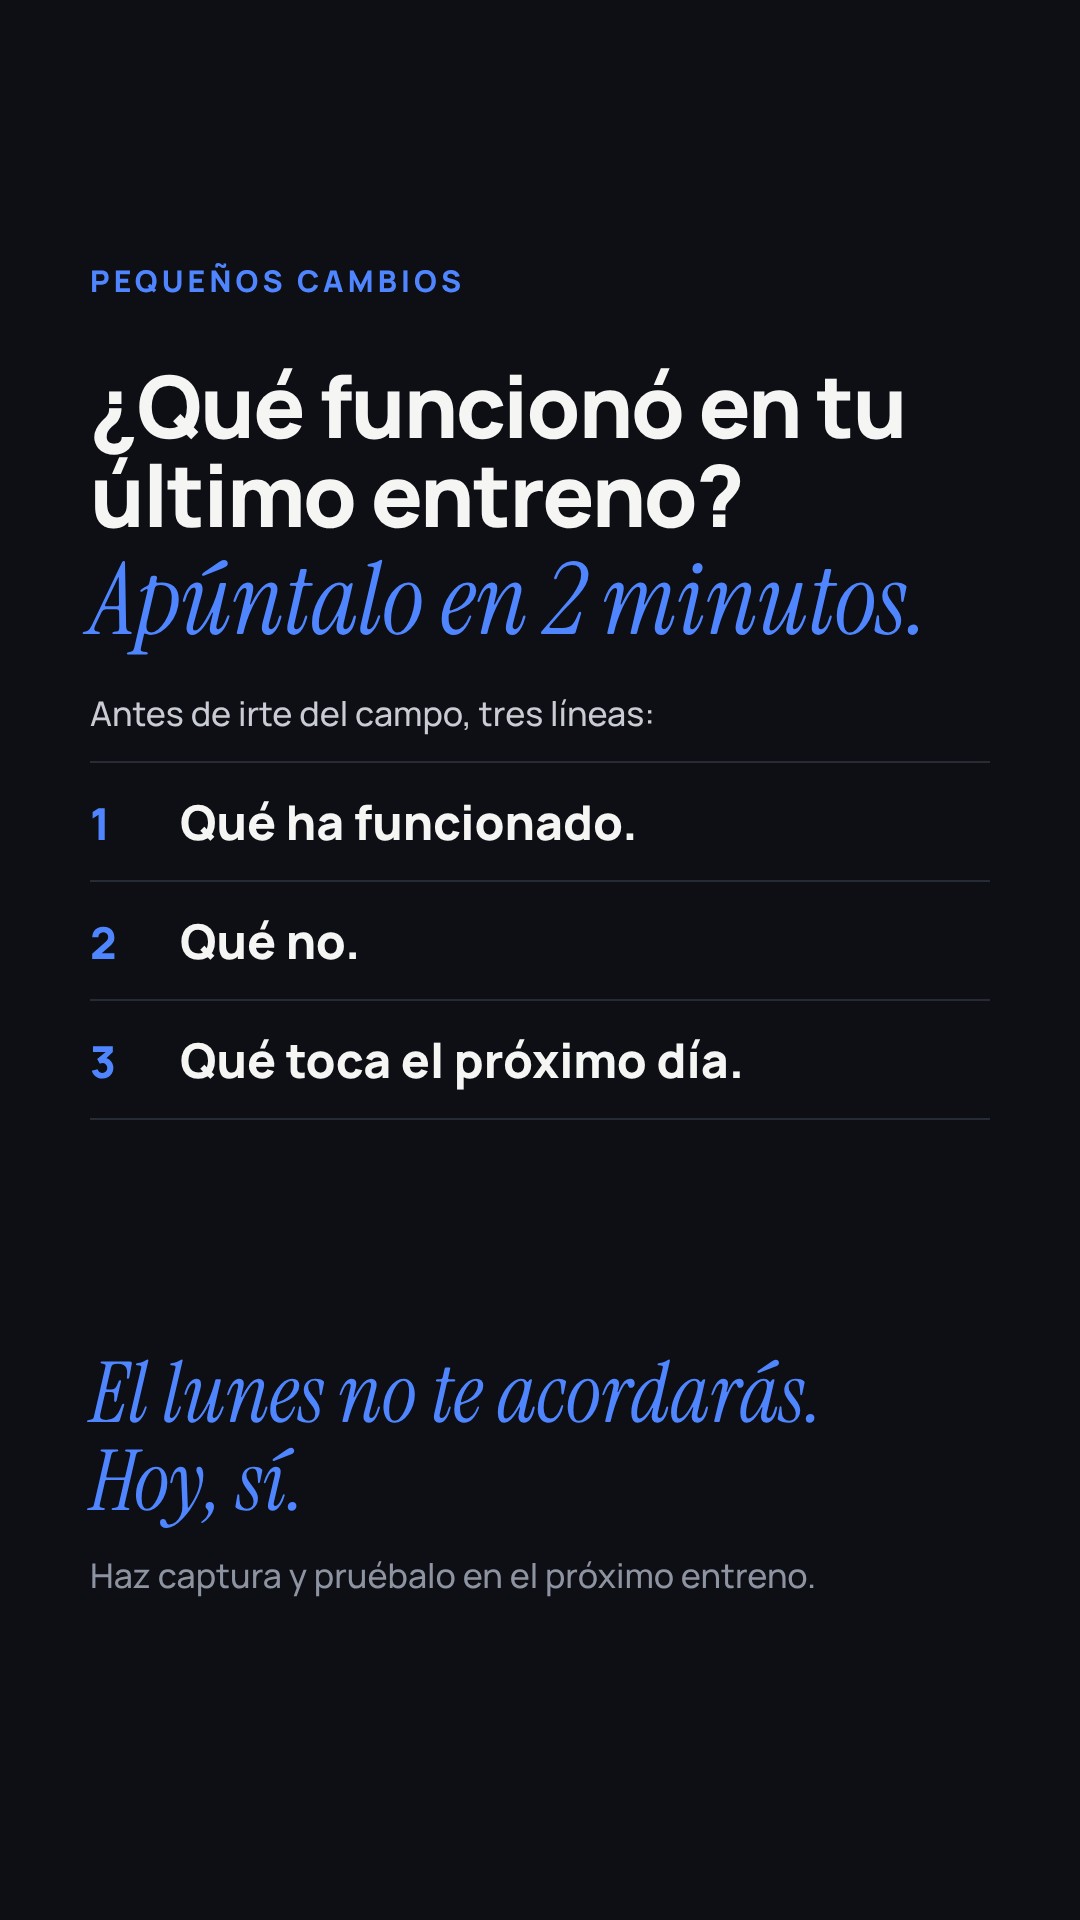 PEQUEÑOS CAMBIOS
¿Qué funcionó en tu
último entreno?
Apúntalo en 2 minutos.
Antes de irte del campo, tres líneas:
1 Qué ha funcionado.
2 Qué no.
3 Qué toca el próximo día.
El lunes no te acordarás.
Hoy, sí.
Haz captura y pruébalo en el próximo entreno.